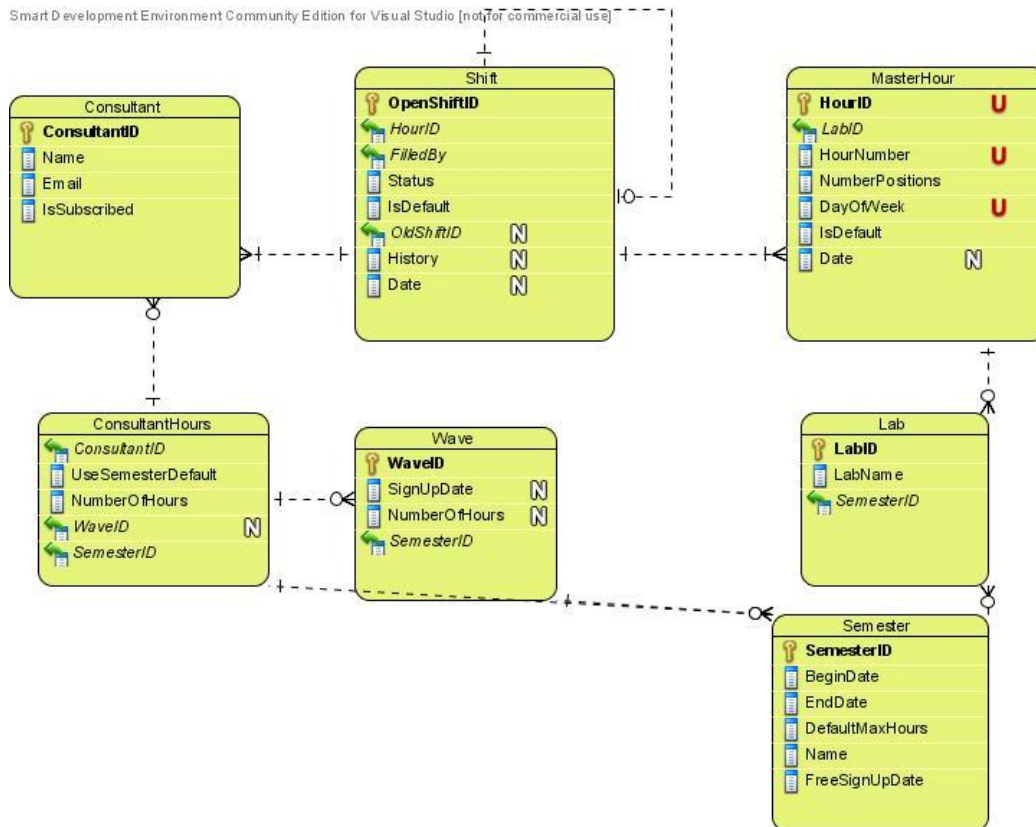 Smart Development Environment Community Edition for Visual Studio [not for commercial use]
Shift
OpenShiftID
HourID
FilledBy
Status
IsDefault
OldShiftID N
History N
Date N
MasterHour
HourID U
LabID
HourNumber U
NumberPositions
DayOfWeek U
IsDefault
Date N
Consultant
ConsultantID
Name
Email
IsSubscribed
ConsultantHours
ConsultantID
UseSemesterDefault
NumberOfHours
WaveID N
SemesterID
Wave
WaveID
SignUpDate N
NumberOfHours N
SemesterID
Lab
LabID
LabName
SemesterID
Semester
SemesterID
BeginDate
EndDate
DefaultMaxHours
Name
FreeSignUpDate